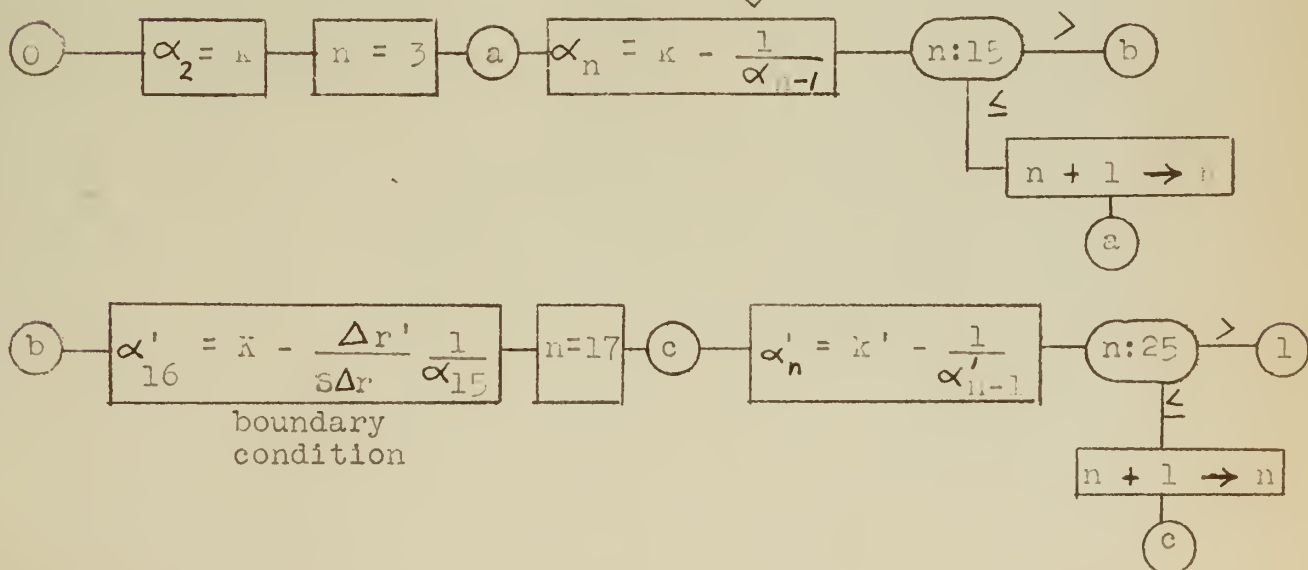 0
α₂ = k
n = 3
a
αₙ = k - 1/αₙ₋₁
n:15
>
b
≤
n + 1 → n
a
b
α'₁₆ = K - Δr'/sΔr 1/α₁₅
boundary
condition
n=17
c
α'ₙ = k' - 1/α'ₙ₋₁
n:25
>
1
≤
n + 1 → n
c